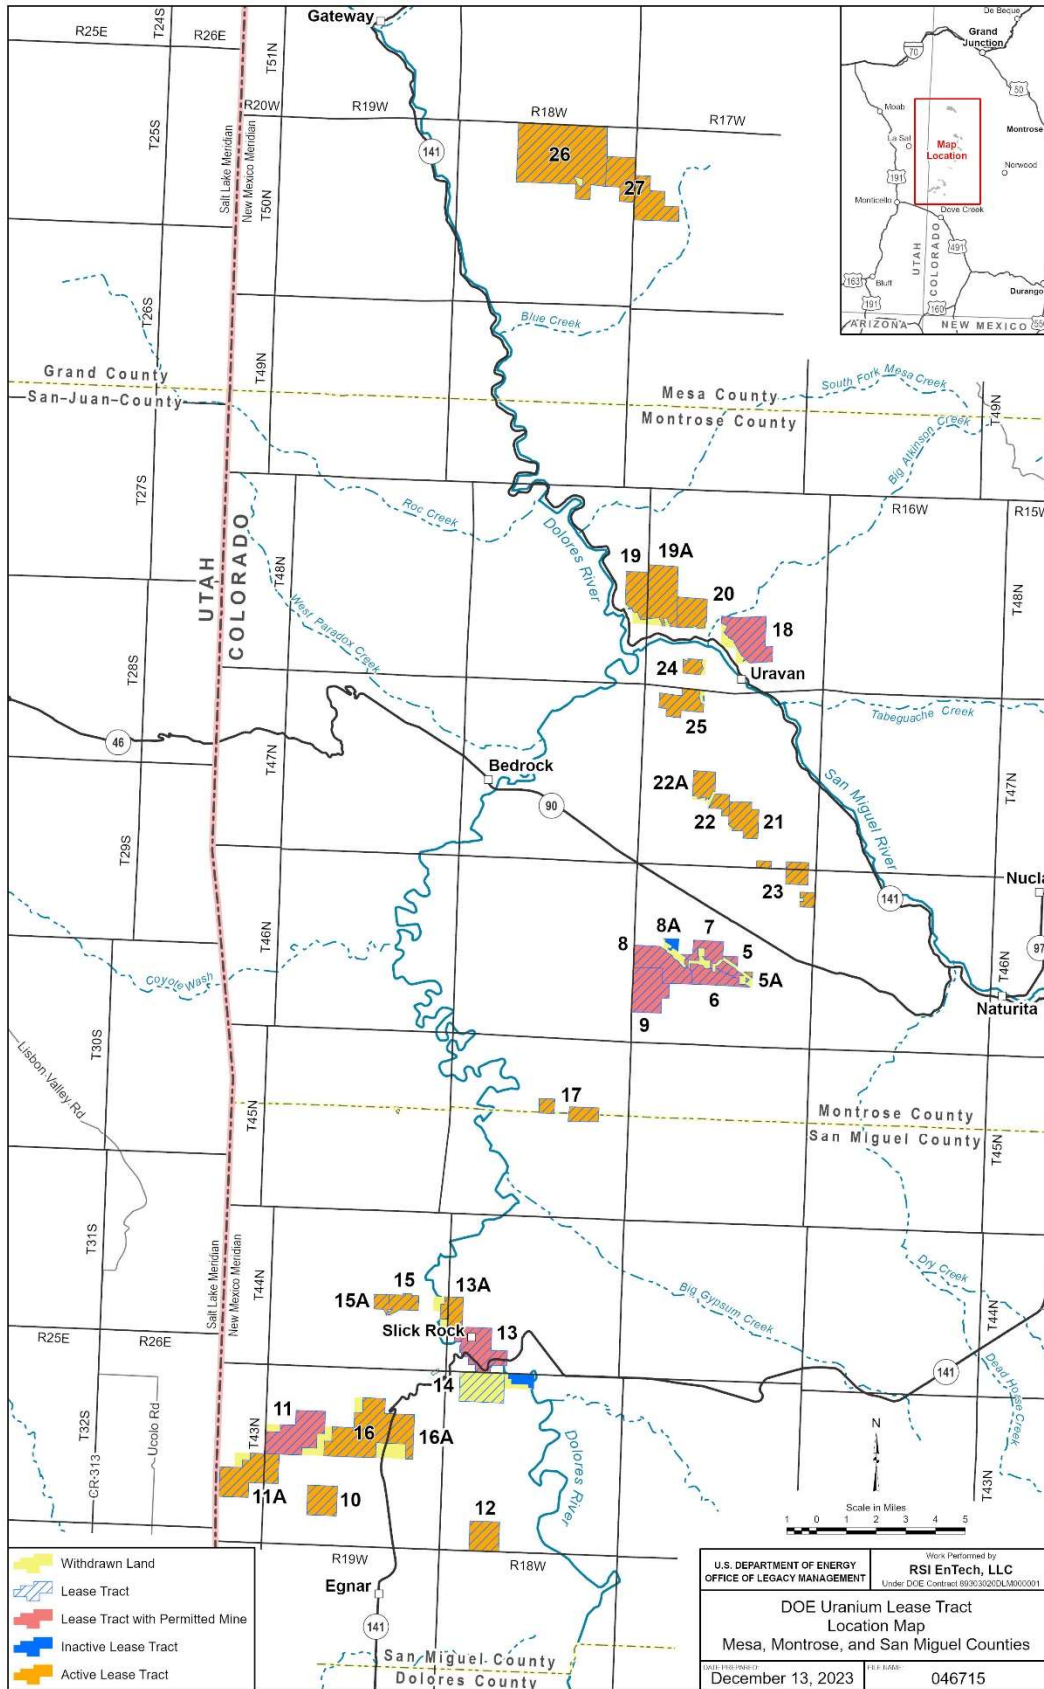 Gateway
De Beque
Grand
Junction
70
50
Moab
Montrose
La Sal
Map
Location
Norwood
191
Monticello
Dove Creek
491
UTAH
COLORADO
163
Bluff
191
Durango
160
550
ARIZONA
NEW MEXICO
R25E
T24S
R26E
T51N
R20W
R19W
R18W
R17W
141
26
27
T25S
Salt Lake Meridian
New Mexico Meridian
T50N
T26S
Blue Creek
T49N
Grand County
San Juan County
Mesa County
Montrose County
South Fork Mesa Creek
T49N
Big Atkinson Creek
T27S
Roc Creek
R16W
R15W
Dolores River
UTAH
COLORADO
T48N
19
19A
20
18
T48N
West Paradox Creek
T28S
24
Uravan
25
Tabeguache Creek
46
T47N
Bedrock
22A
22
21
San Miguel River
T47N
90
T29S
23
141
Nucla
8A
7
8
5
5A
6
9
T46N
97
T46N
Coyote Wash
Naturita
T30S
Lisbon Valley Rd
17
T45N
Montrose County
San Miguel County
T45N
T31S
Salt Lake Meridian
New Mexico Meridian
T44N
15
15A
13A
Slick Rock
13
Big Gypsum Creek
Dry Creek
T44N
R25E
R26E
14
141
Dead Horse Creek
T32S
CR-313
Ucolo Rd
T43N
11
16
16A
11A
10
12
Dolores River
N
T43N
Scale in Miles
1 0 1 2 3 4 5
R19W
R18W
Egnar
141
San Miguel County
Dolores County
Withdrawn Land
Lease Tract
Lease Tract with Permitted Mine
Inactive Lease Tract
Active Lease Tract
U.S. DEPARTMENT OF ENERGY
OFFICE OF LEGACY MANAGEMENT
Work Performed by
RSI EnTech, LLC
Under DOE Contract 89303020DLM000001
DOE Uranium Lease Tract
Location Map
Mesa, Montrose, and San Miguel Counties
DATE PREPARED:
December 13, 2023
FILE NAME:
046715